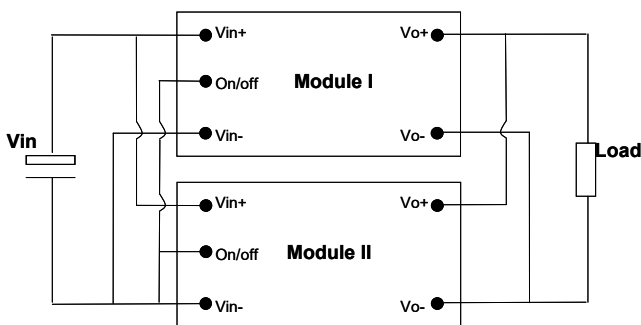 Vin+
Vo+
On/off
Module I
Vin-
Vo-
Vin
Load
Vin+
Vo+
On/off
Module II
Vin-
Vo-